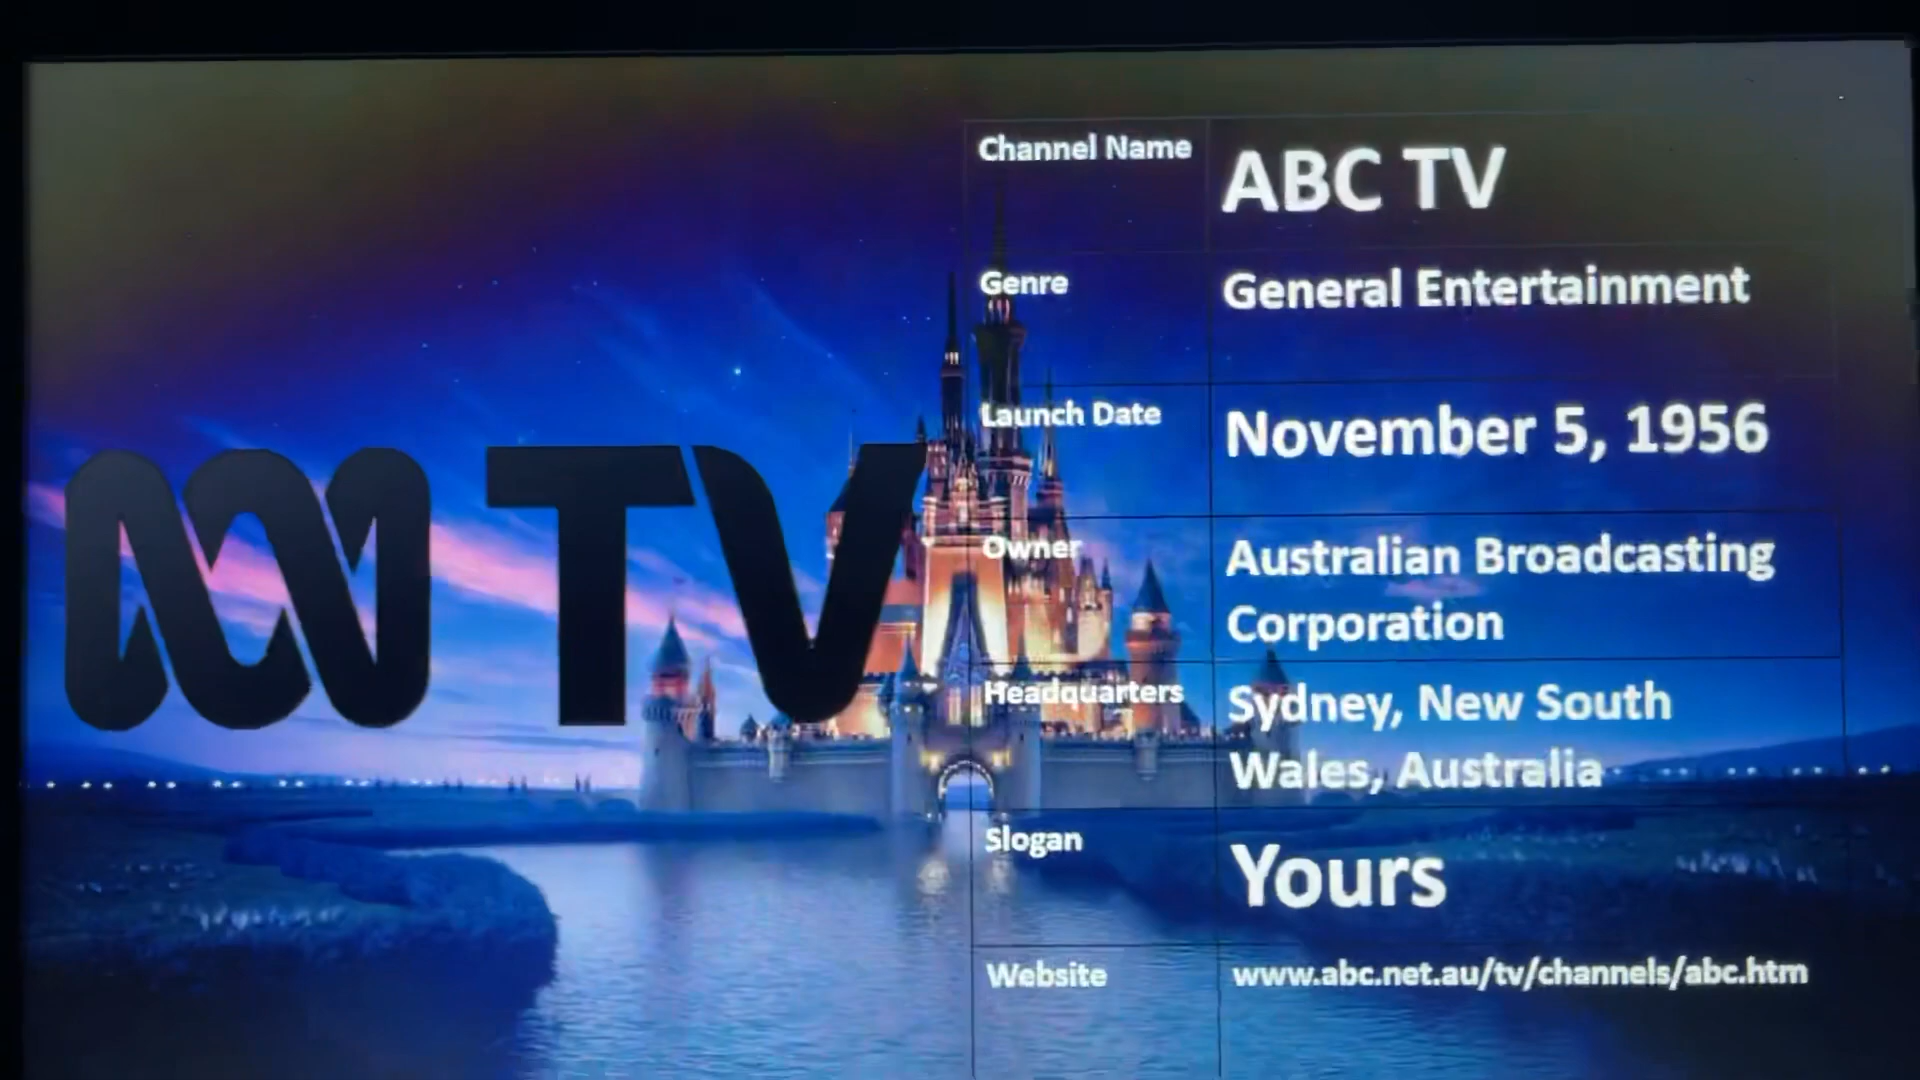 TV
Channel Name
ABC TV
Genre
General Entertainment
Launch Date
November 5, 1956
Owner
Australian Broadcasting
Corporation
Headquarters
Sydney, New South
Wales, Australia
Slogan
Yours
Website
www.abc.net.au/tv/channels/abc.htm